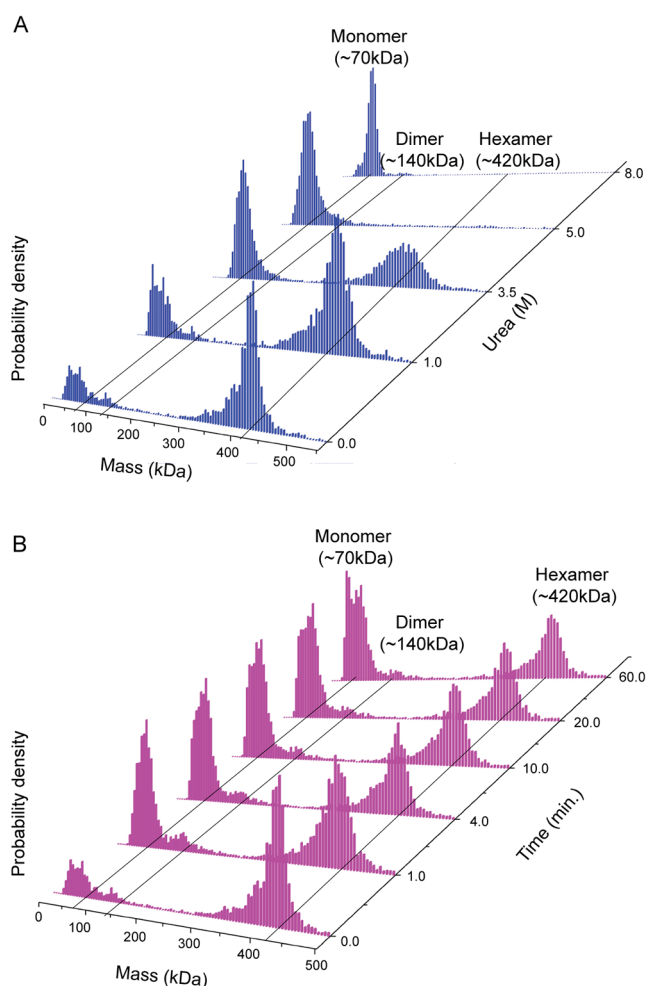 A
Monomer
(~70kDa)
Dimer
(~140kDa)
Hexamer
(~420kDa)
8.0
5.0
3.5
1.0
0.0
Urea (M)
Probability density
0
100
200
300
400
500
Mass (kDa)
B
Monomer
(~70kDa)
Dimer
(~140kDa)
Hexamer
(~420kDa)
60.0
20.0
10.0
4.0
1.0
0.0
Time (min.)
Probability density
0
100
200
300
400
500
Mass (kDa)